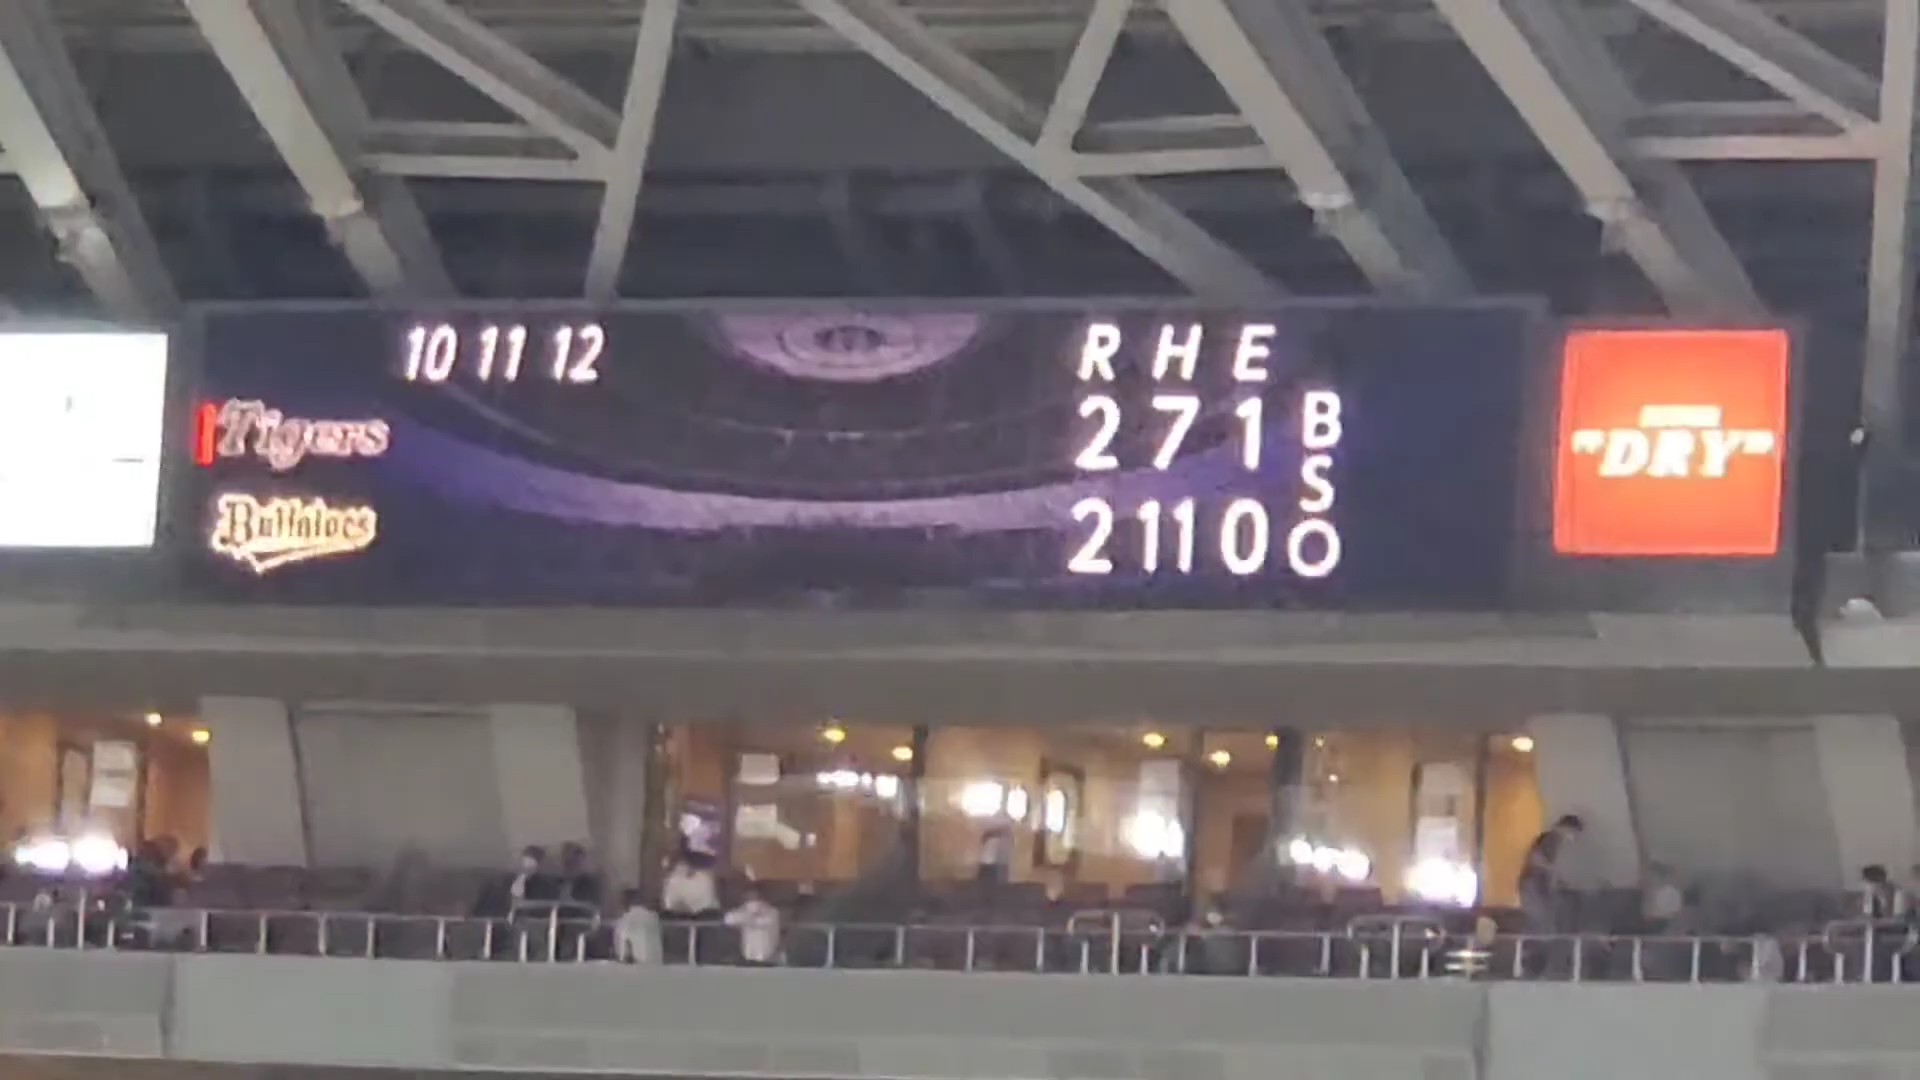 10 11 12 R H E
Tigers 2 7 1 B
S
Buffaloes 2 11 0 O
"DRY"